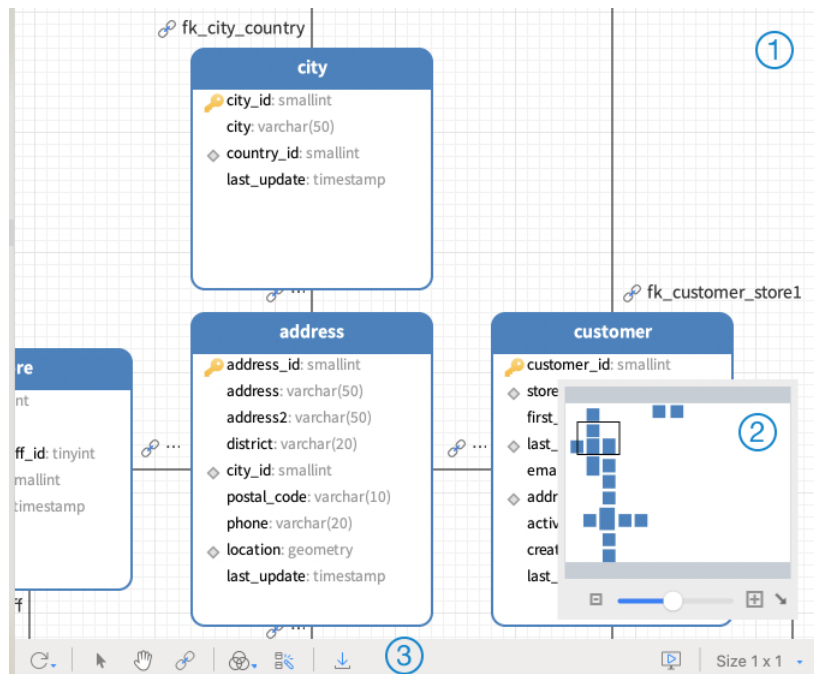 fk_city_country
1
city
city_id: smallint
city: varchar(50)
country_id: smallint
last_update: timestamp
...
fk_customer_store1
re
nt
ff_id: tinyint
mallint
timestamp
ff
...
address
address_id: smallint
address: varchar(50)
address2: varchar(50)
district: varchar(20)
city_id: smallint
postal_code: varchar(10)
phone: varchar(20)
location: geometry
last_update: timestamp
...
...
customer
customer_id: smallint
store
first_
last_
emai
addr
activ
creat
last_
2
3
Size 1 x 1